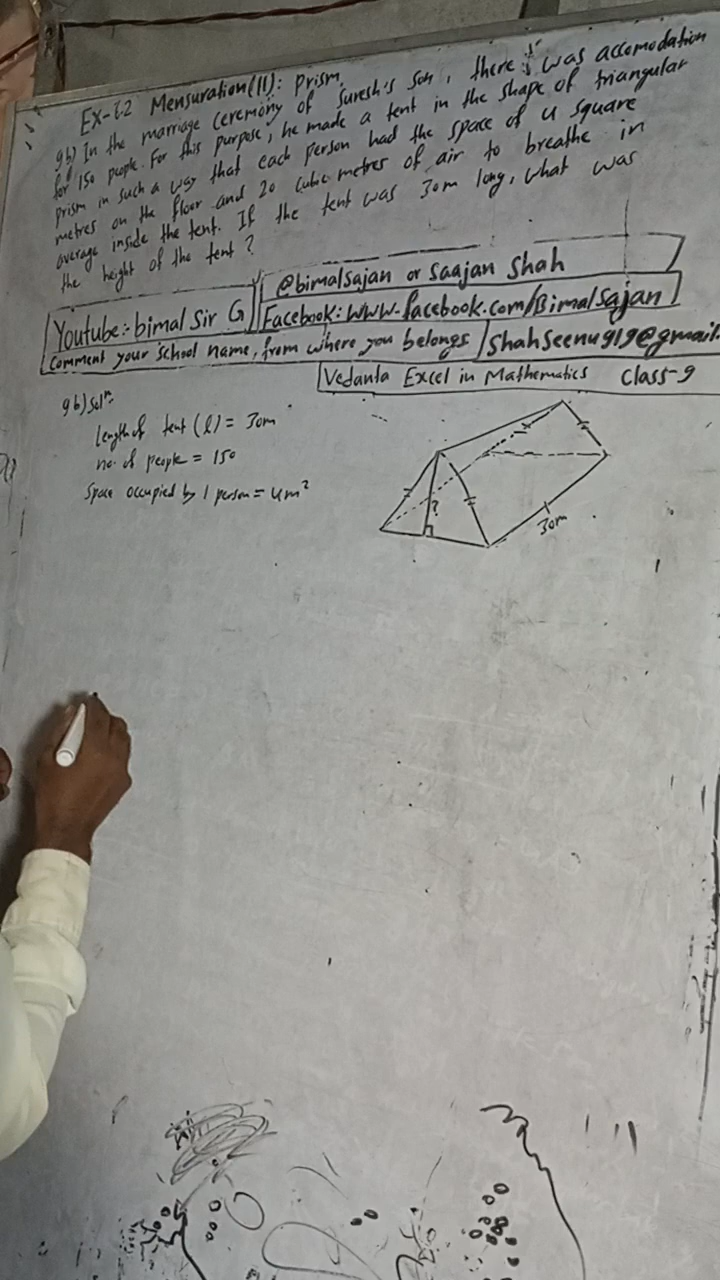 Ex-6.2 Mensuration(II): Prism
9b) In the marriage ceremony of Suresh's son, there was accomodation
for 150 people. For this purpose, he made a tent in the shape of triangular
prism in such a way that each person had the space of 4 square
metres on the floor and 20 cubic metres of air to breathe in
average inside the tent. If the tent was 30m long, what was
the height of the tent?
@bimalsajan or Saajan Shah
Youtube:- bimal Sir G
Facebook: www.facebook.com/Bimalsajan
Comment your school name, from where you belongs
shahseenu919@gmail.
Vedanta Excel in Mathematics Class-9
9b) Solⁿ
Length of tent (l) = 30m
no. of people = 150
Space occupied by 1 person = 4m²
?
30m